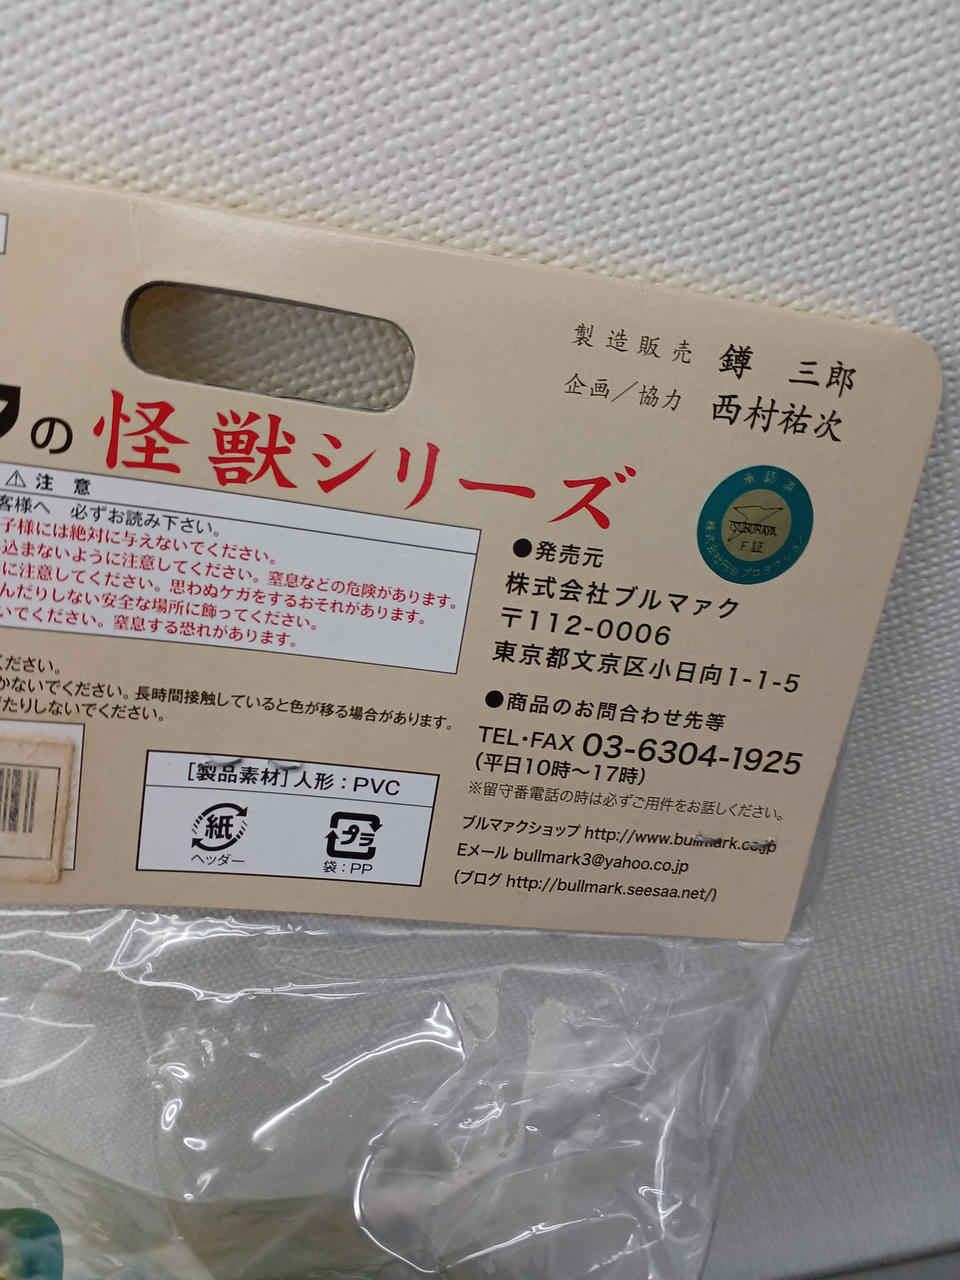 製造販売 鐏 三郎
企画／協力 西村祐次
の怪獣シリーズ
承認済
TSUBURAYA
F証
株式会社円谷プロダクション
⚠注 意
客様へ 必ずお読み下さい。
子様には絶対に与えないでください。
込まないように注意してください。窒息などの危険があります。
に注意してください。思わぬケガをするおそれがあります。
んだりしない安全な場所に飾ってください。
いでください。窒息する恐れがあります。
ください。
かないでください。長時間接触していると色が移る場合があります。
たりしないでください。
[製品素材] 人形：PVC
紙
ヘッダー
プラ
袋：PP
●発売元
株式会社ブルマァク
〒112-0006
東京都文京区小日向1-1-5
●商品のお問合わせ先等
TEL･FAX 03-6304-1925
(平日10時～17時)
※留守番電話の時は必ずご用件をお話しください。
ブルマァクショップ http://www.bullmark.co.jp
Eメール bullmark3@yahoo.co.jp
(ブログ http://bullmark.seesaa.net/)